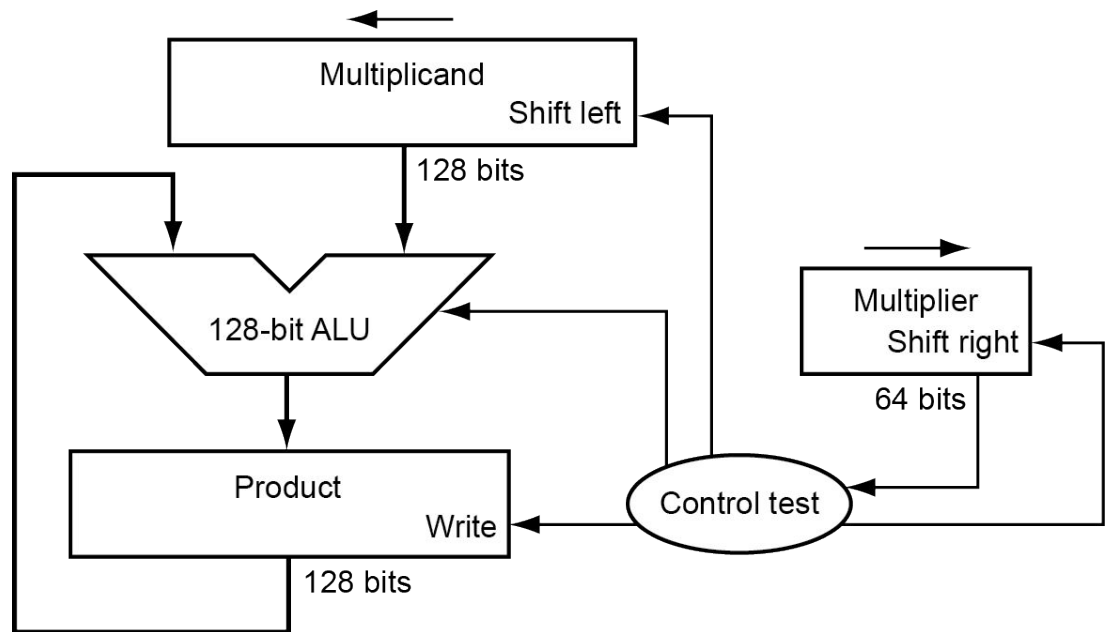 Multiplicand
Shift left
128 bits
128-bit ALU
Multiplier
Shift right
64 bits
Product
Write
Control test
128 bits